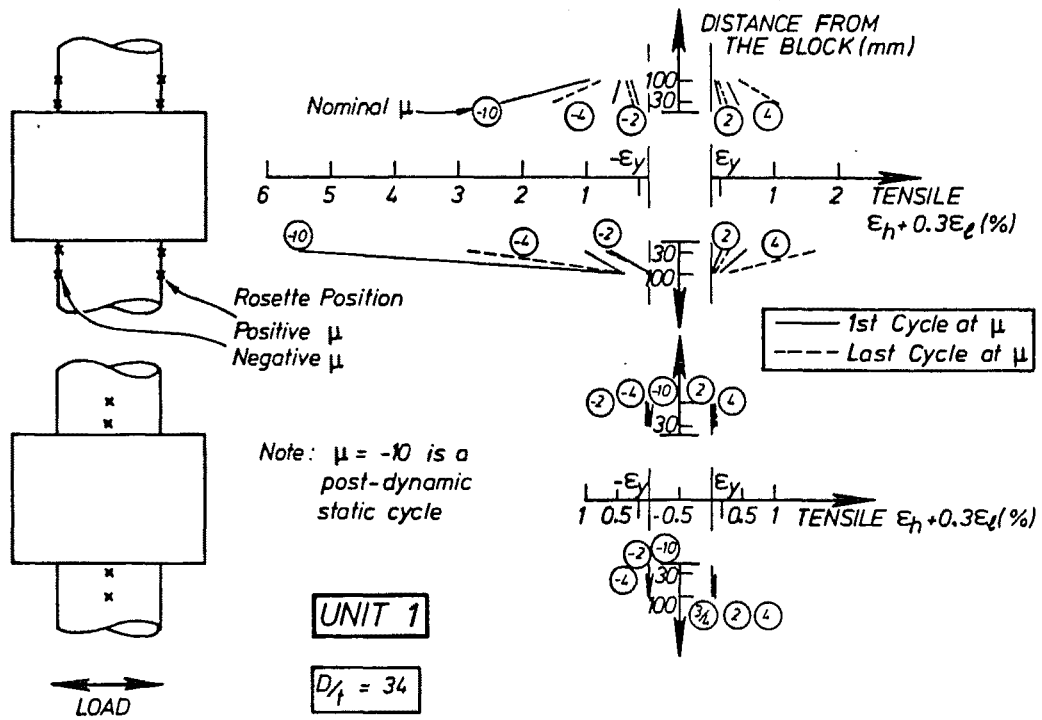 DISTANCE FROM
THE BLOCK (mm)
Nominal μ
-10
-4
-2
100
30
2
4
-εy
εy
6
5
4
3
2
1
1
2
TENSILE
εh + 0.3εℓ (%)
-10
-4
-2
30
100
2
4
Rosette Position
Positive μ
Negative μ
1st Cycle at μ
Last Cycle at μ
-2
-4
-10
2
4
30
Note: μ = -10 is a
post-dynamic
static cycle
-εy
εy
1
0.5
-0.5
0.5
1
TENSILE εh + 0.3εℓ (%)
-2
-10
-4
30
100
3/4
2
4
UNIT 1
D/t = 34
LOAD